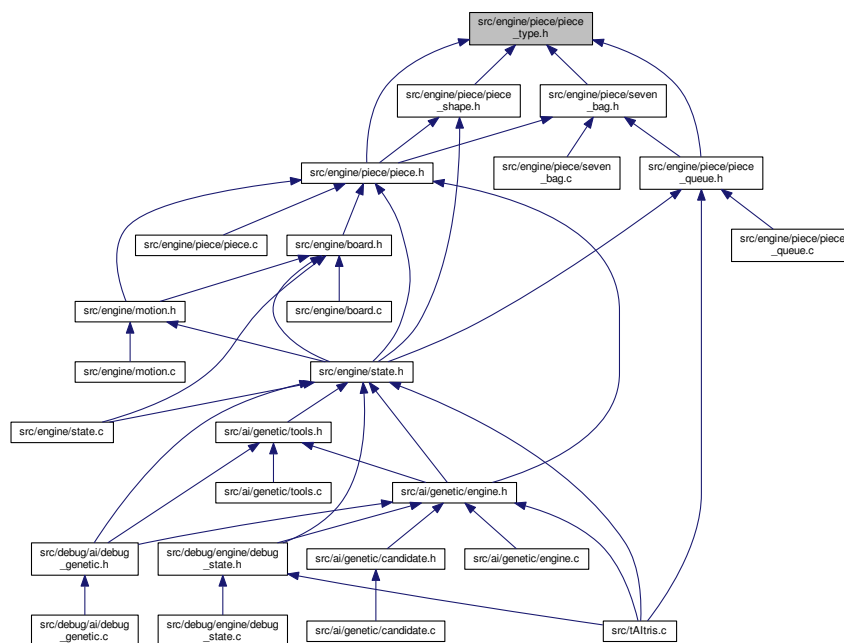 src/engine/piece/piece
_type.h
src/engine/piece/piece
_shape.h
src/engine/piece/seven
_bag.h
src/engine/piece/piece.h
src/engine/piece/seven
_bag.c
src/engine/piece/piece
_queue.h
src/engine/piece/piece.c
src/engine/board.h
src/engine/piece/piece
_queue.c
src/engine/motion.h
src/engine/board.c
src/engine/motion.c
src/engine/state.h
src/engine/state.c
src/ai/genetic/tools.h
src/ai/genetic/tools.c
src/ai/genetic/engine.h
src/debug/ai/debug
_genetic.h
src/debug/engine/debug
_state.h
src/ai/genetic/candidate.h
src/ai/genetic/engine.c
src/debug/ai/debug
_genetic.c
src/debug/engine/debug
_state.c
src/ai/genetic/candidate.c
src/tAItris.c